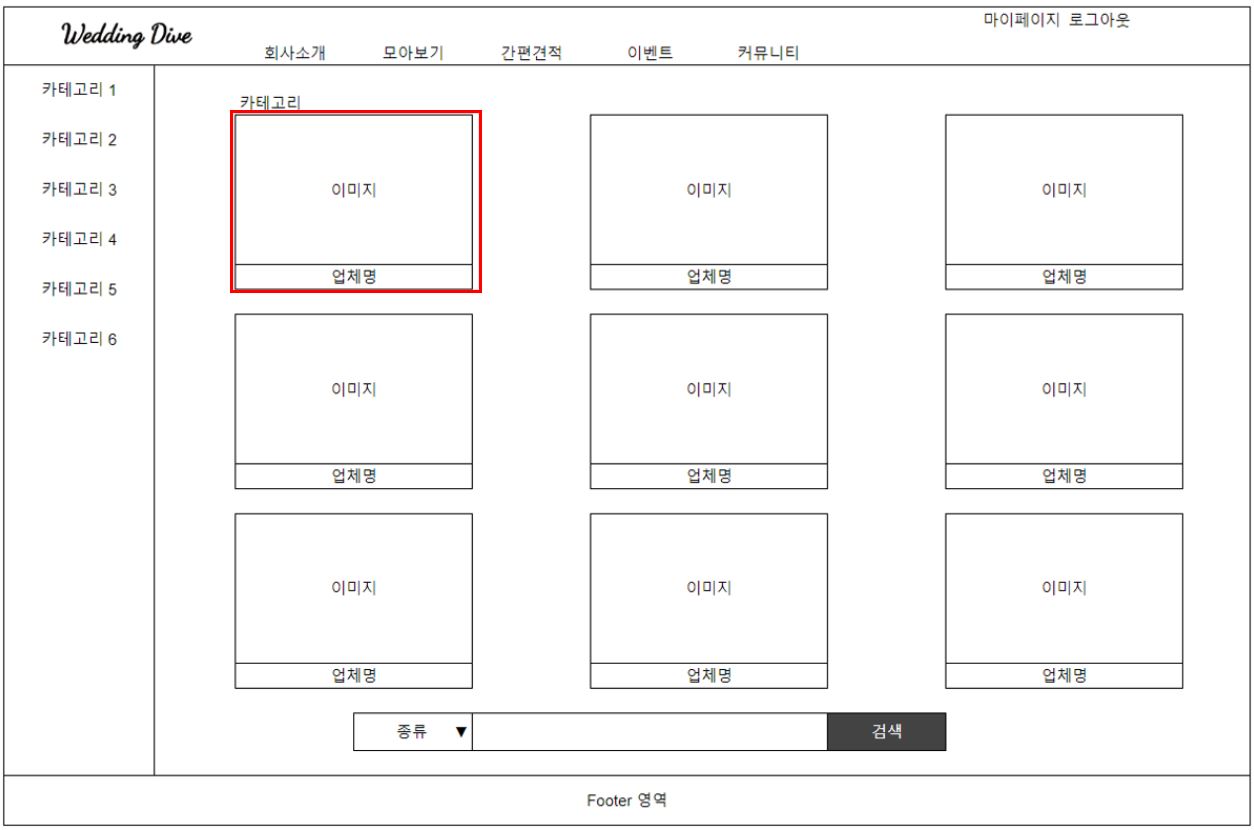 Wedding Dive
마이페이지 로그아웃
회사소개 모아보기 간편견적 이벤트 커뮤니티
카테고리 1
카테고리 2
카테고리 3
카테고리 4
카테고리 5
카테고리 6
카테고리
이미지 이미지 이미지
업체명 업체명 업체명
이미지 이미지 이미지
업체명 업체명 업체명
이미지 이미지 이미지
업체명 업체명 업체명
종류 ▼ 검색
Footer 영역